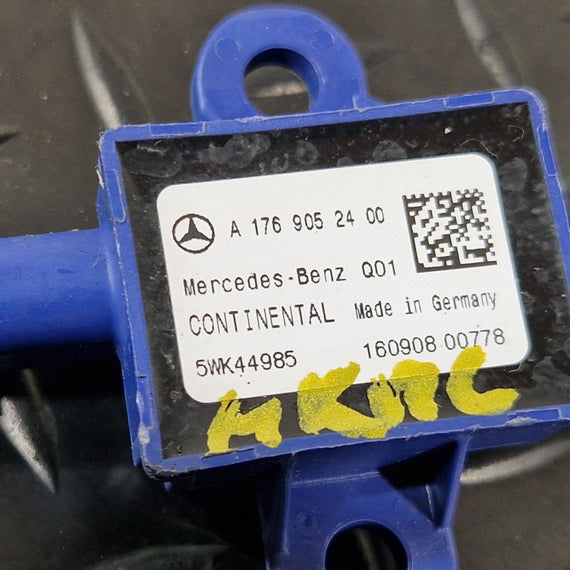 A 176 905 24 00
Mercedes-Benz Q01
CONTINENTAL Made in Germany
5WK44985 160908 00778